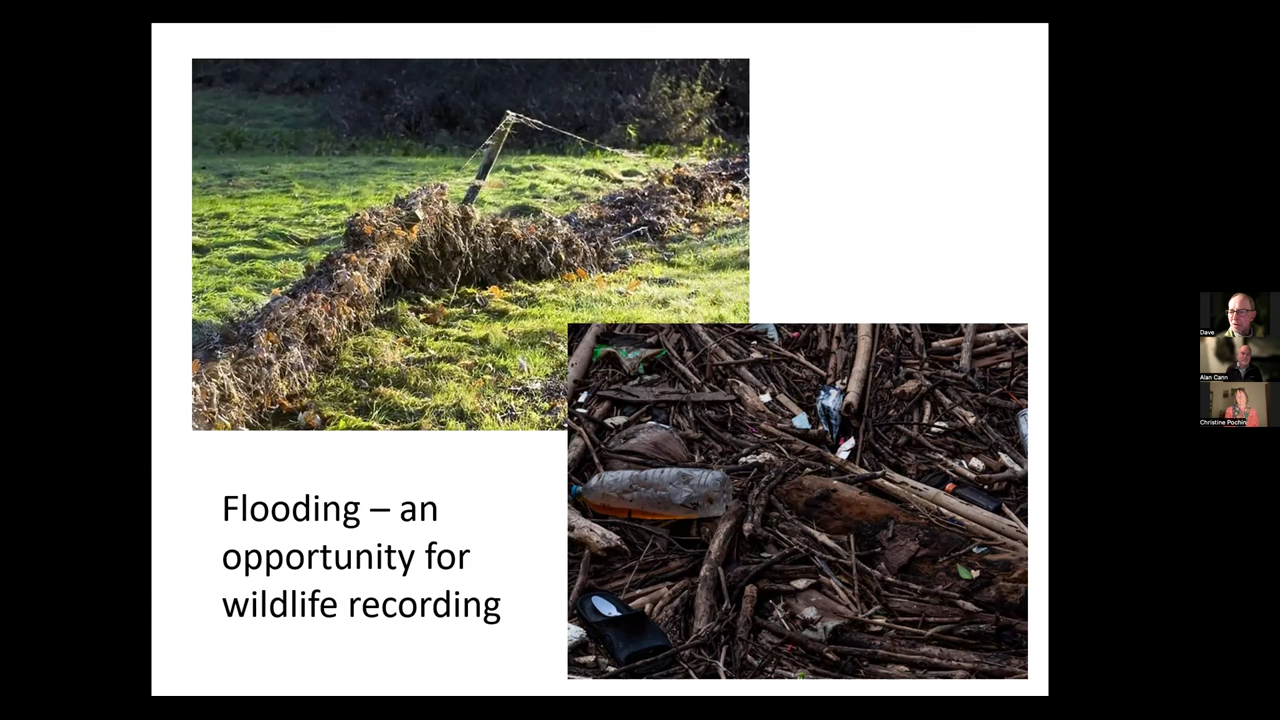 Flooding – an
opportunity for
wildlife recording
Dave
Alan Cann
Christine Pochin